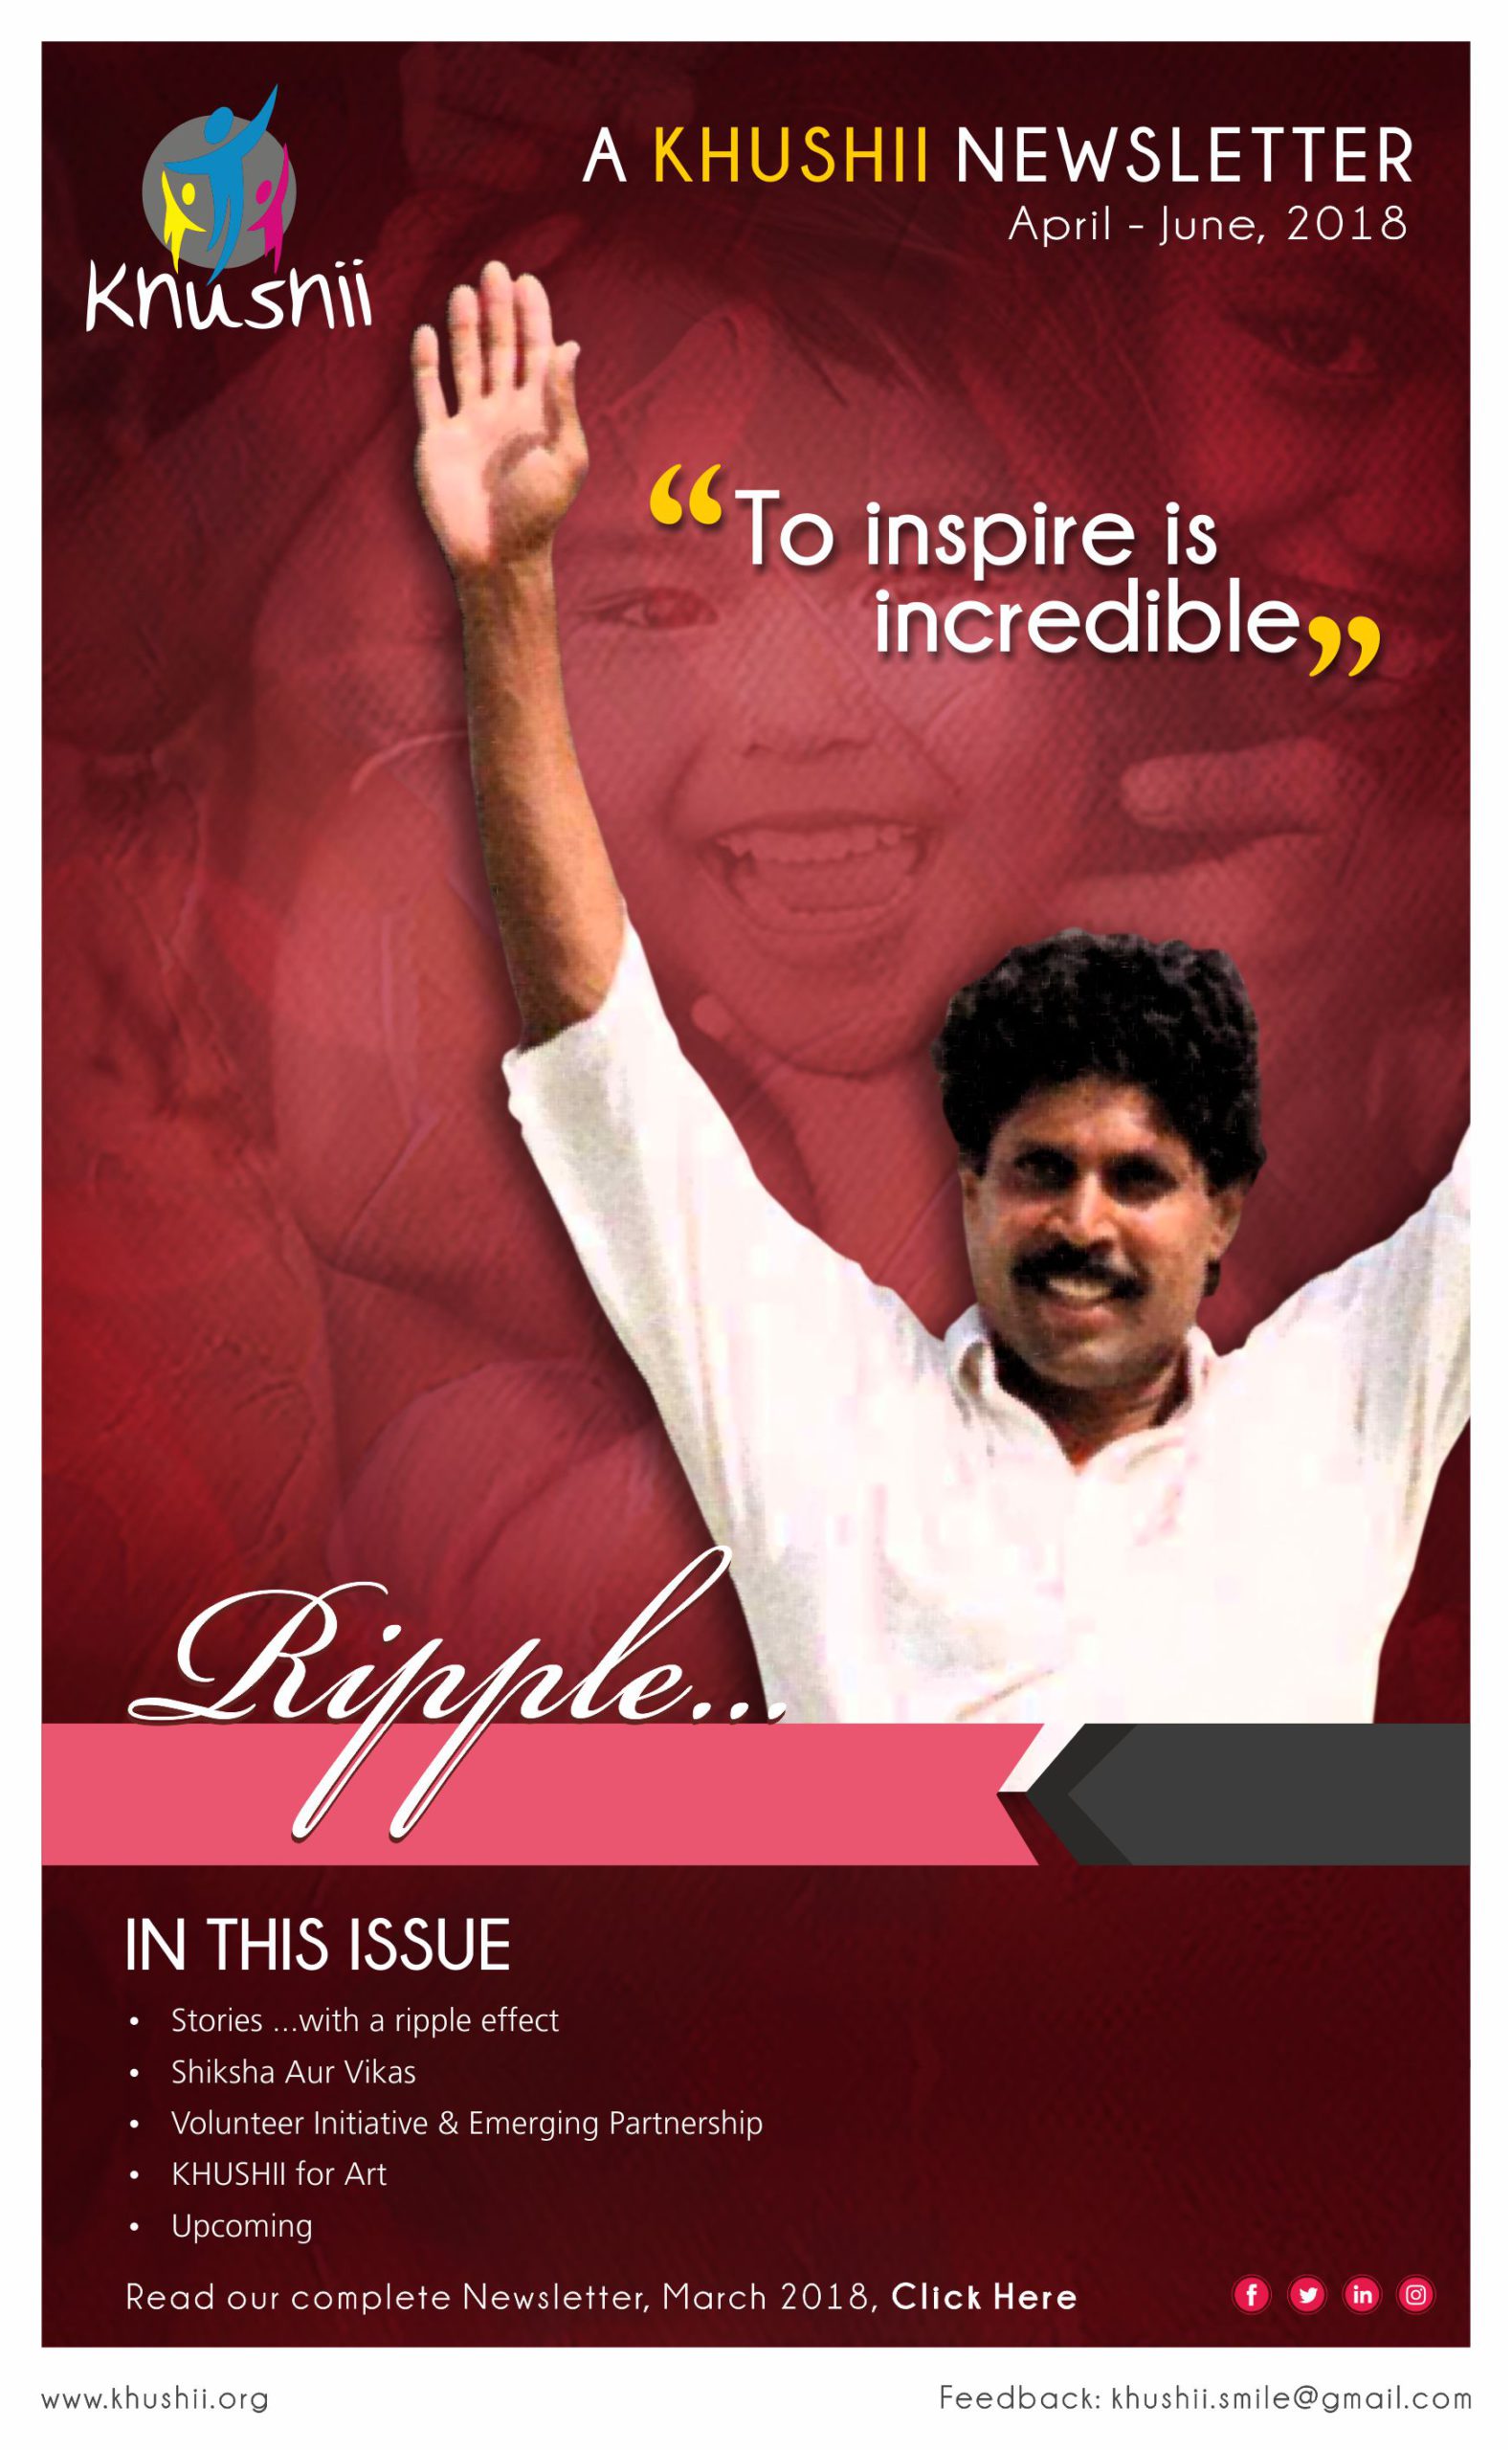 Khushii
A KHUSHII NEWSLETTER
April - June, 2018
“To inspire is
incredible”
Ripple...
IN THIS ISSUE
• Stories ...with a ripple effect
• Shiksha Aur Vikas
• Volunteer Initiative & Emerging Partnership
• KHUSHII for Art
• Upcoming
Read our complete Newsletter, March 2018, Click Here
f in
www.khushii.org
Feedback: khushii.smile@gmail.com